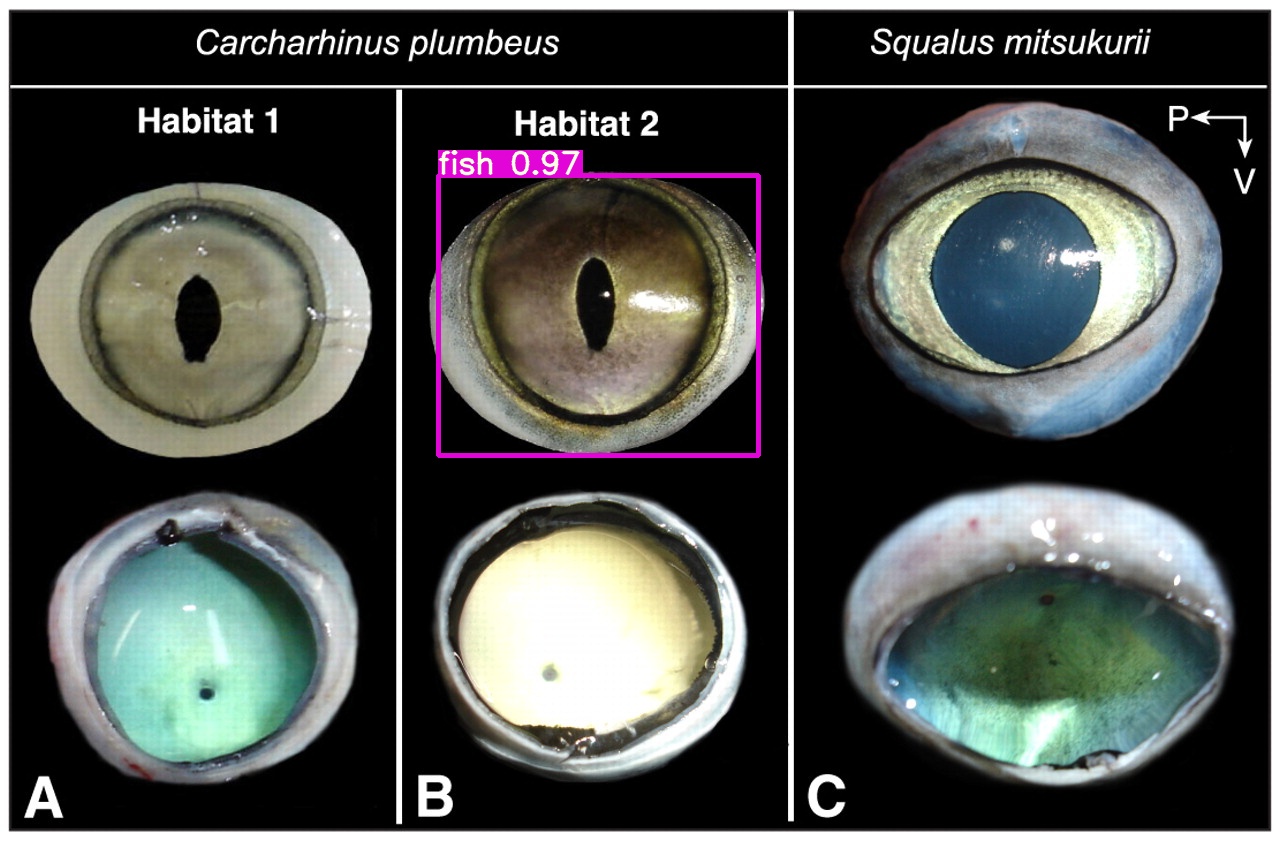 Carcharhinus plumbeus
Squalus mitsukurii
Habitat 1
Habitat 2
fish 0.97
P
V
A
B
C